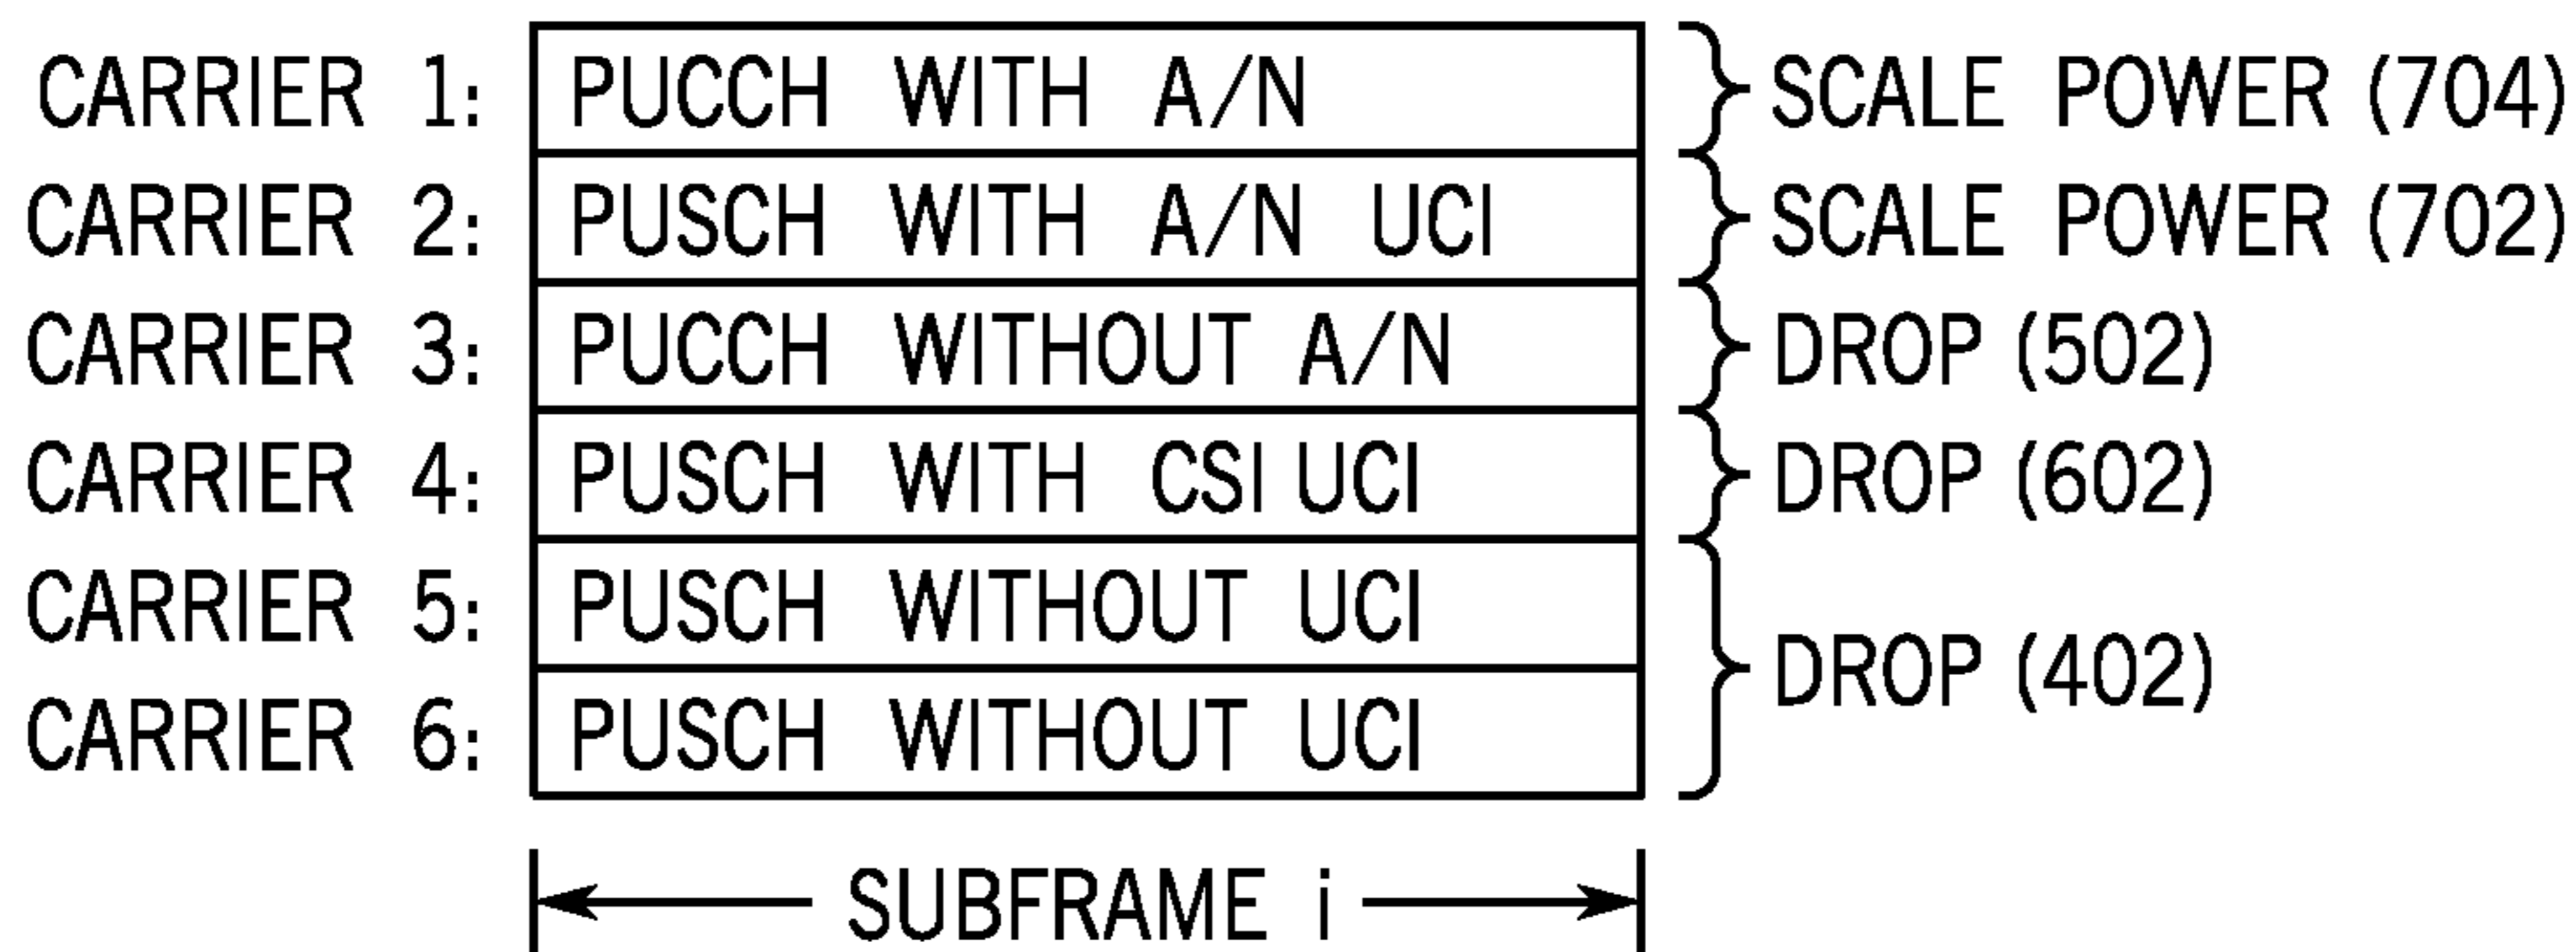 CARRIER 1: PUCCH WITH A/N SCALE POWER (704)
CARRIER 2: PUSCH WITH A/N UCI SCALE POWER (702)
CARRIER 3: PUCCH WITHOUT A/N DROP (502)
CARRIER 4: PUSCH WITH CSI UCI DROP (602)
CARRIER 5: PUSCH WITHOUT UCI
DROP (402)
CARRIER 6: PUSCH WITHOUT UCI
SUBFRAME i